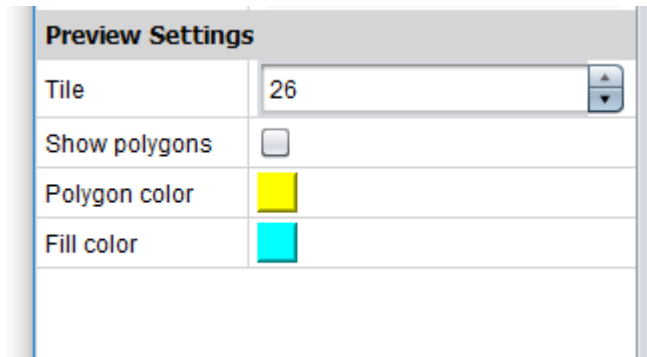 Preview Settings
Tile 26
Show polygons
Polygon color
Fill color